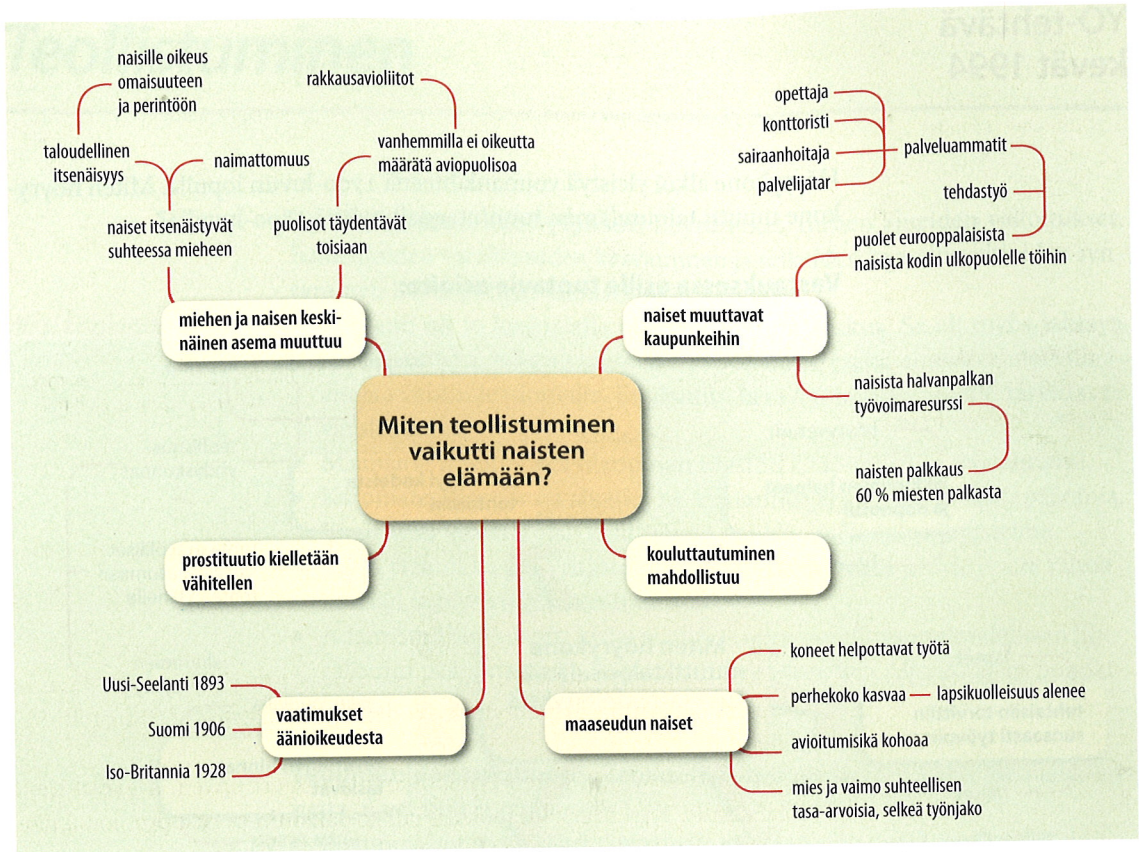 YO-tehtävä
kevät 1994
naisille oikeus
omaisuuteen
ja perintöön
rakkausavioliitot
taloudellinen
itsenäisyys
naimattomuus
vanhemmilla ei oikeutta
määrätä aviopuolisoa
naiset itsenäistyvät
suhteessa mieheen
puolisot täydentävät
toisiaan
miehen ja naisen keski-
näinen asema muuttuu
opettaja
konttoristi
sairaanhoitaja
palvelijatar
palveluammatit
tehdastyö
puolet eurooppalaisista
naisista kodin ulkopuolelle töihin
naiset muuttavat
kaupunkeihin
naisista halvanpalkan
työvoimaresurssi
naisten palkkaus
60 % miesten palkasta
Miten teollistuminen
vaikutti naisten
elämään?
prostituutio kielletään
vähitellen
kouluttautuminen
mahdollistuu
Uusi-Seelanti 1893
Suomi 1906
Iso-Britannia 1928
vaatimukset
äänioikeudesta
maaseudun naiset
koneet helpottavat työtä
perhekoko kasvaa — lapsikuolleisuus alenee
avioitumisikä kohoaa
mies ja vaimo suhteellisen
tasa-arvoisia, selkeä työnjako